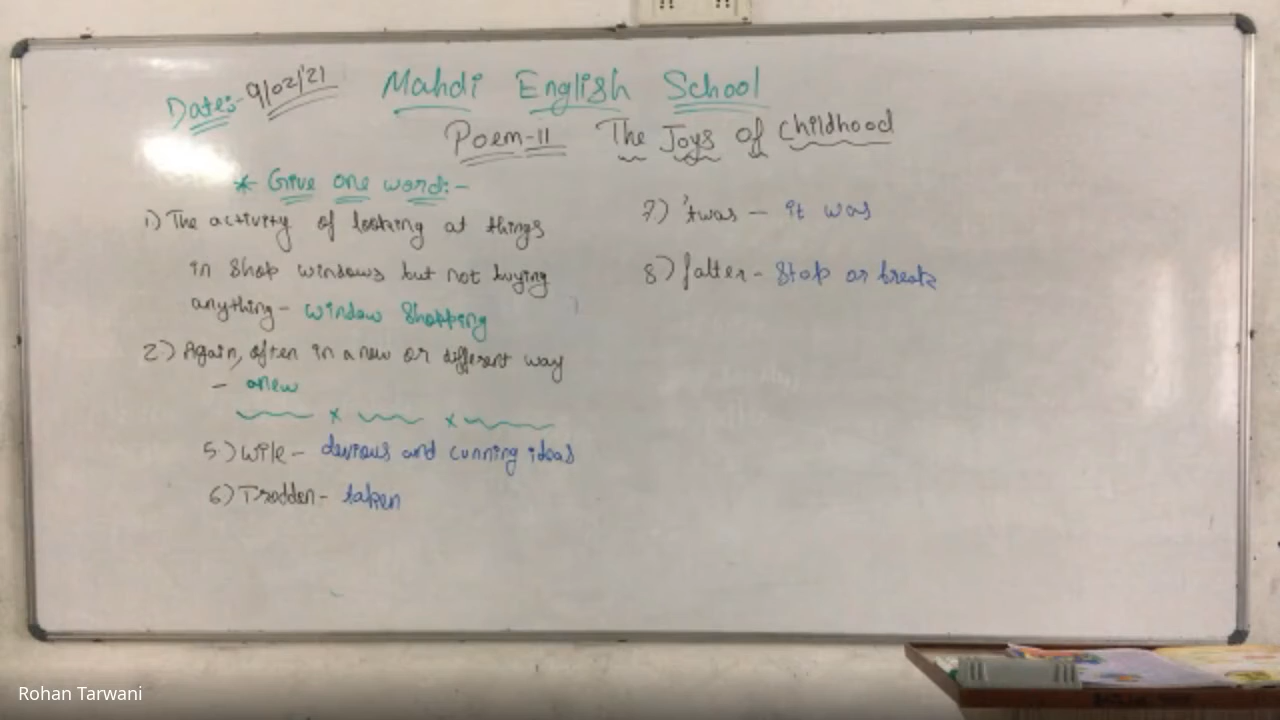 Date:- 9/02/'21
Mahdi English School
Poem-11 The Joys of Childhood
* Give one word:-
1) The activity of looking at things
in shop windows but not buying
anything - window shopping
2) Again, often in a new or different way
- anew
x x
5.) Wile - devious and cunning ideas
6) Trodden - taken
7) 'twas - it was
8) falter - stop or break
Rohan Tarwani